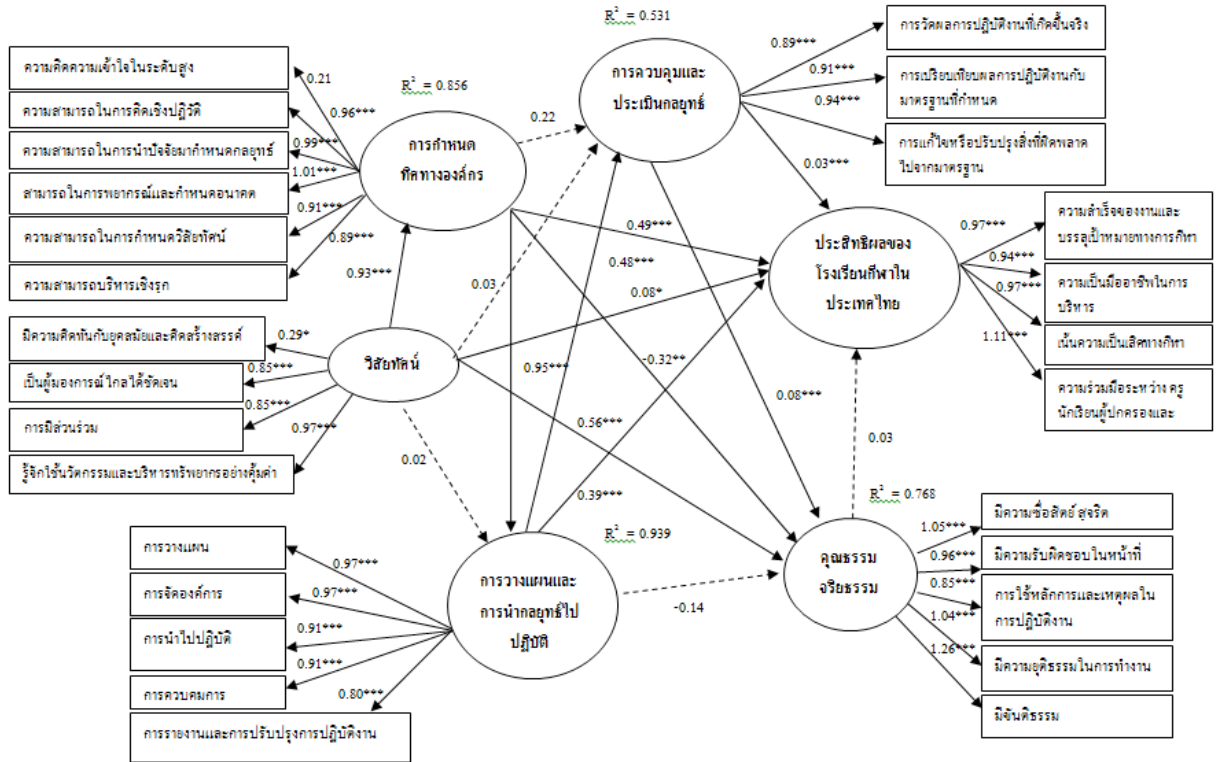 R² = 0.531
การควบคุมและ
ประเมินกลยุทธ์
0.89***
0.91***
0.94***
การวัดผลการปฏิบัติงานที่เกิดขึ้นจริง
การเปรียบเทียบผลการปฏิบัติงานกับ
มาตรฐานที่กำหนด
การแก้ไขหรือปรับปรุงสิ่งที่ผิดพลาด
ไปจากมาตรฐาน
ความคิดความเข้าใจในระดับสูง
ความสามารถในการคิดเชิงปฏิวัติ
ความสามารถในการนำปัจจัยมากำหนดกลยุทธ์
สามารถในการพยากรณ์และกำหนดอนาคต
ความสามารถในการกำหนดวิสัยทัศน์
ความสามารถบริหารเชิงรุก
0.21
0.96***
0.99***
1.01***
0.91***
0.89***
R² = 0.856
การกำหนด
ทิศทางองค์กร
0.22
0.03***
0.49***
0.48***
0.08*
0.03
0.93***
ประสิทธิผลของ
โรงเรียนกีฬาใน
ประเทศไทย
0.97***
0.94***
0.97***
1.11***
ความสำเร็จของงานและ
บรรลุเป้าหมายทางการกีฬา
ความเป็นมืออาชีพในการ
บริหาร
เน้นความเป็นเลิศทางกีฬา
ความร่วมมือระหว่าง ครู
นักเรียนผู้ปกครองและ
มีความคิดทันกับยุคสมัยและคิดสร้างสรรค์
เป็นผู้มองการณ์ไกลได้ชัดเจน
การมีส่วนร่วม
รู้จักใช้นวัตกรรมและบริหารทรัพยากรอย่างคุ้มค่า
0.29*
0.85***
0.85***
0.97***
วิสัยทัศน์
0.95***
-0.32**
0.08***
0.56***
0.03
0.02
0.39***
R² = 0.939
R² = 0.768
การวางแผน
การจัดองค์การ
การนำไปปฏิบัติ
การควบคมการ
การรายงานและการปรับปรุงการปฏิบัติงาน
0.97***
0.97***
0.91***
0.91***
0.80***
การวางแผนและ
การนำกลยุทธ์ไป
ปฏิบัติ
-0.14
คุณธรรม
จริยธรรม
1.05***
0.96***
0.85***
1.04***
1.26***
มีความซื่อสัตย์ สุจริต
มีความรับผิดชอบในหน้าที่
การใช้หลักการและเหตุผลใน
การปฏิบัติงาน
มีความยุติธรรมในการทำงาน
มีขันติธรรม